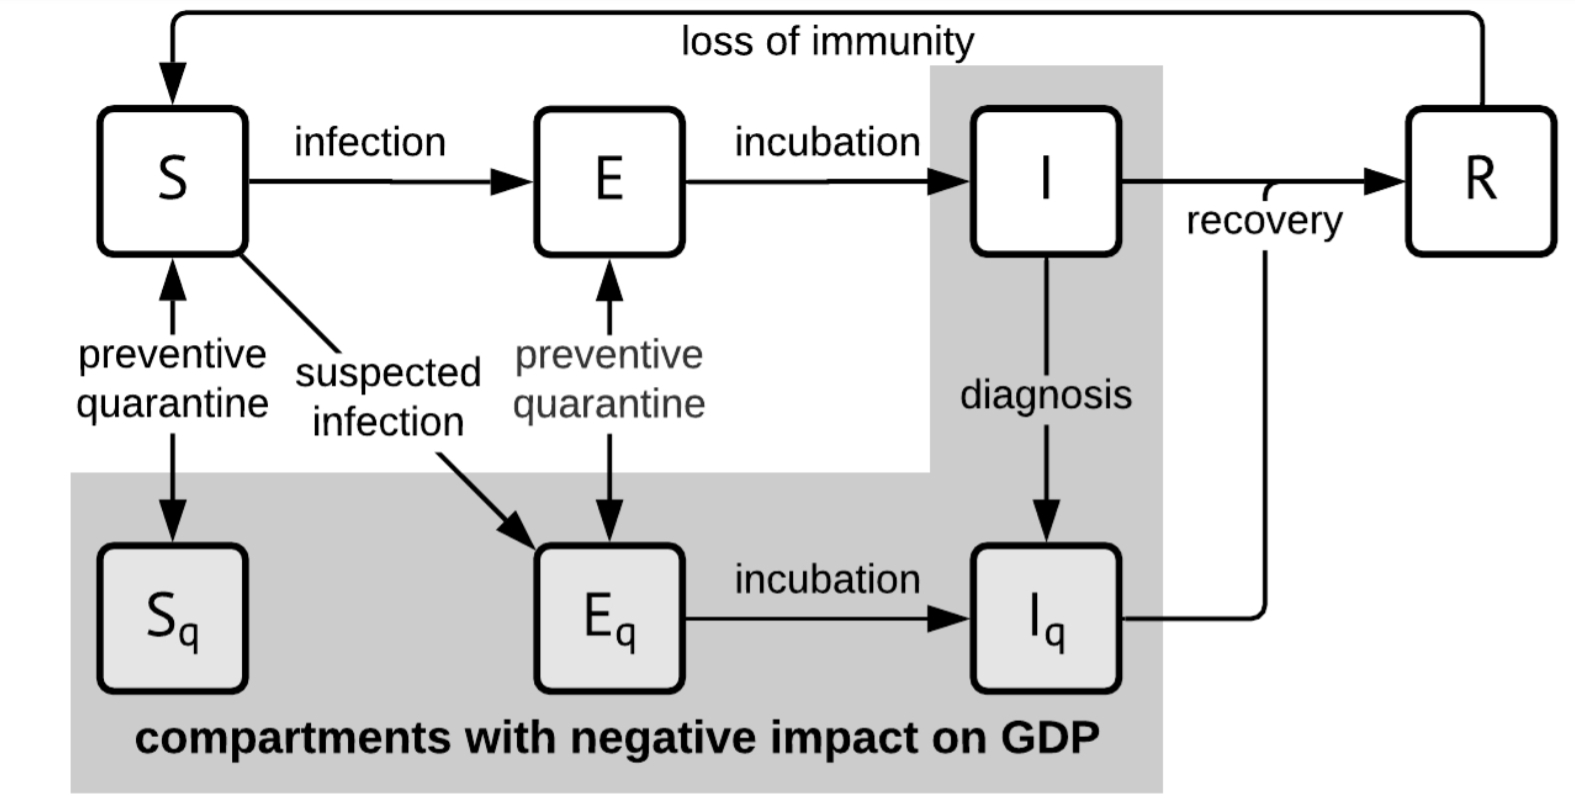 loss of immunity
infection
incubation
S
E
I
R
recovery
preventive
quarantine
suspected
infection
preventive
quarantine
diagnosis
incubation
Sq
Eq
Iq
compartments with negative impact on GDP